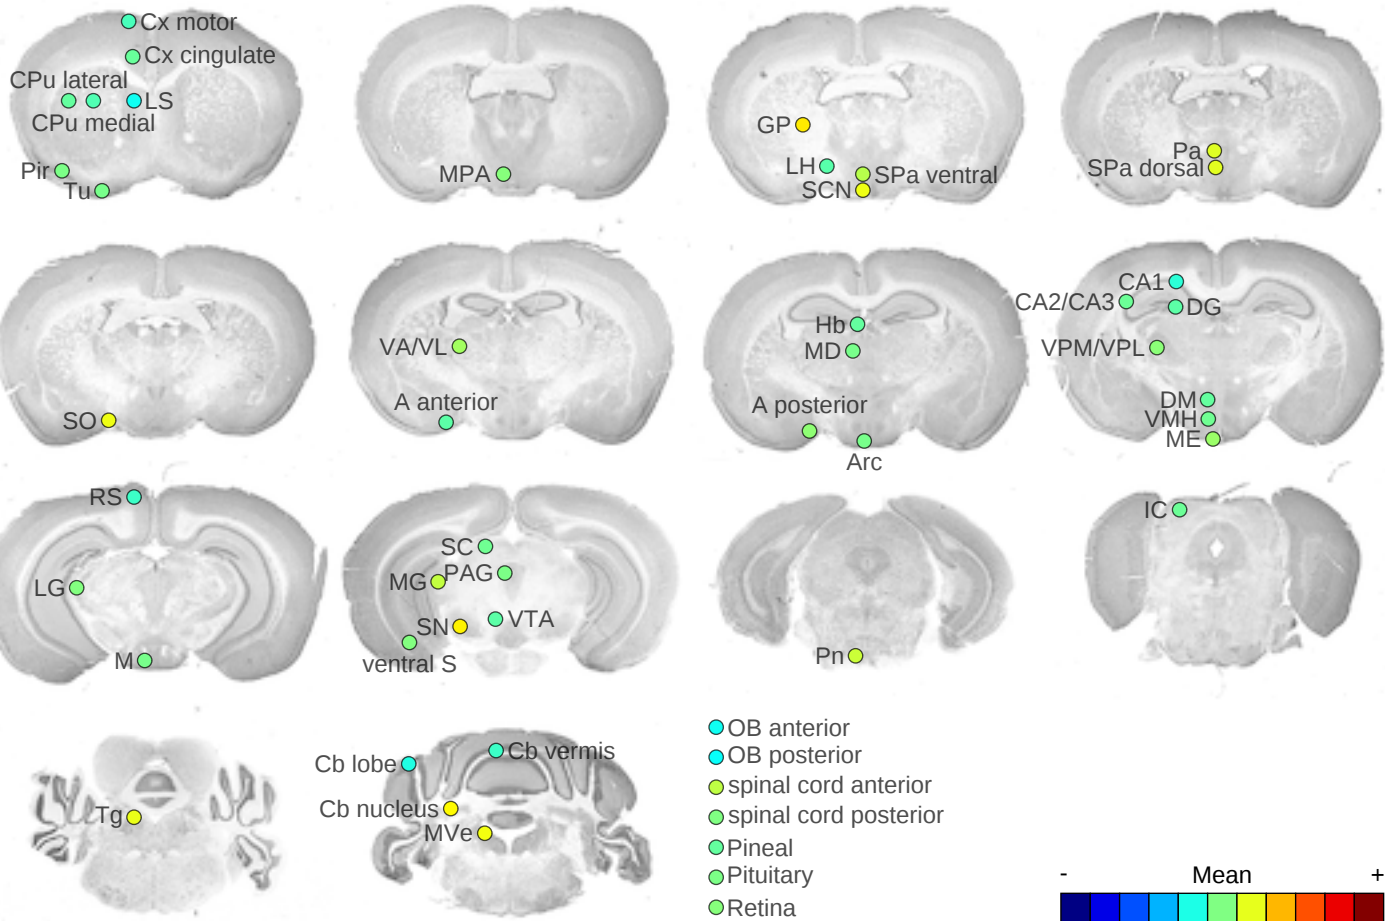 Cx motor
Cx cingulate
CPu lateral
LS
CPu medial
Pir
Tu
MPA
GP
LH
SPa ventral
SCN
Pa
SPa dorsal
SO
VA/VL
A anterior
Hb
MD
A posterior
Arc
CA1
CA2/CA3
DG
VPM/VPL
DM
VMH
ME
RS
LG
M
SC
MG
PAG
SN
VTA
ventral S
Pn
IC
Tg
Cb lobe
Cb vermis
Cb nucleus
MVe
OB anterior
OB posterior
spinal cord anterior
spinal cord posterior
Pineal
Pituitary
Retina
- Mean +